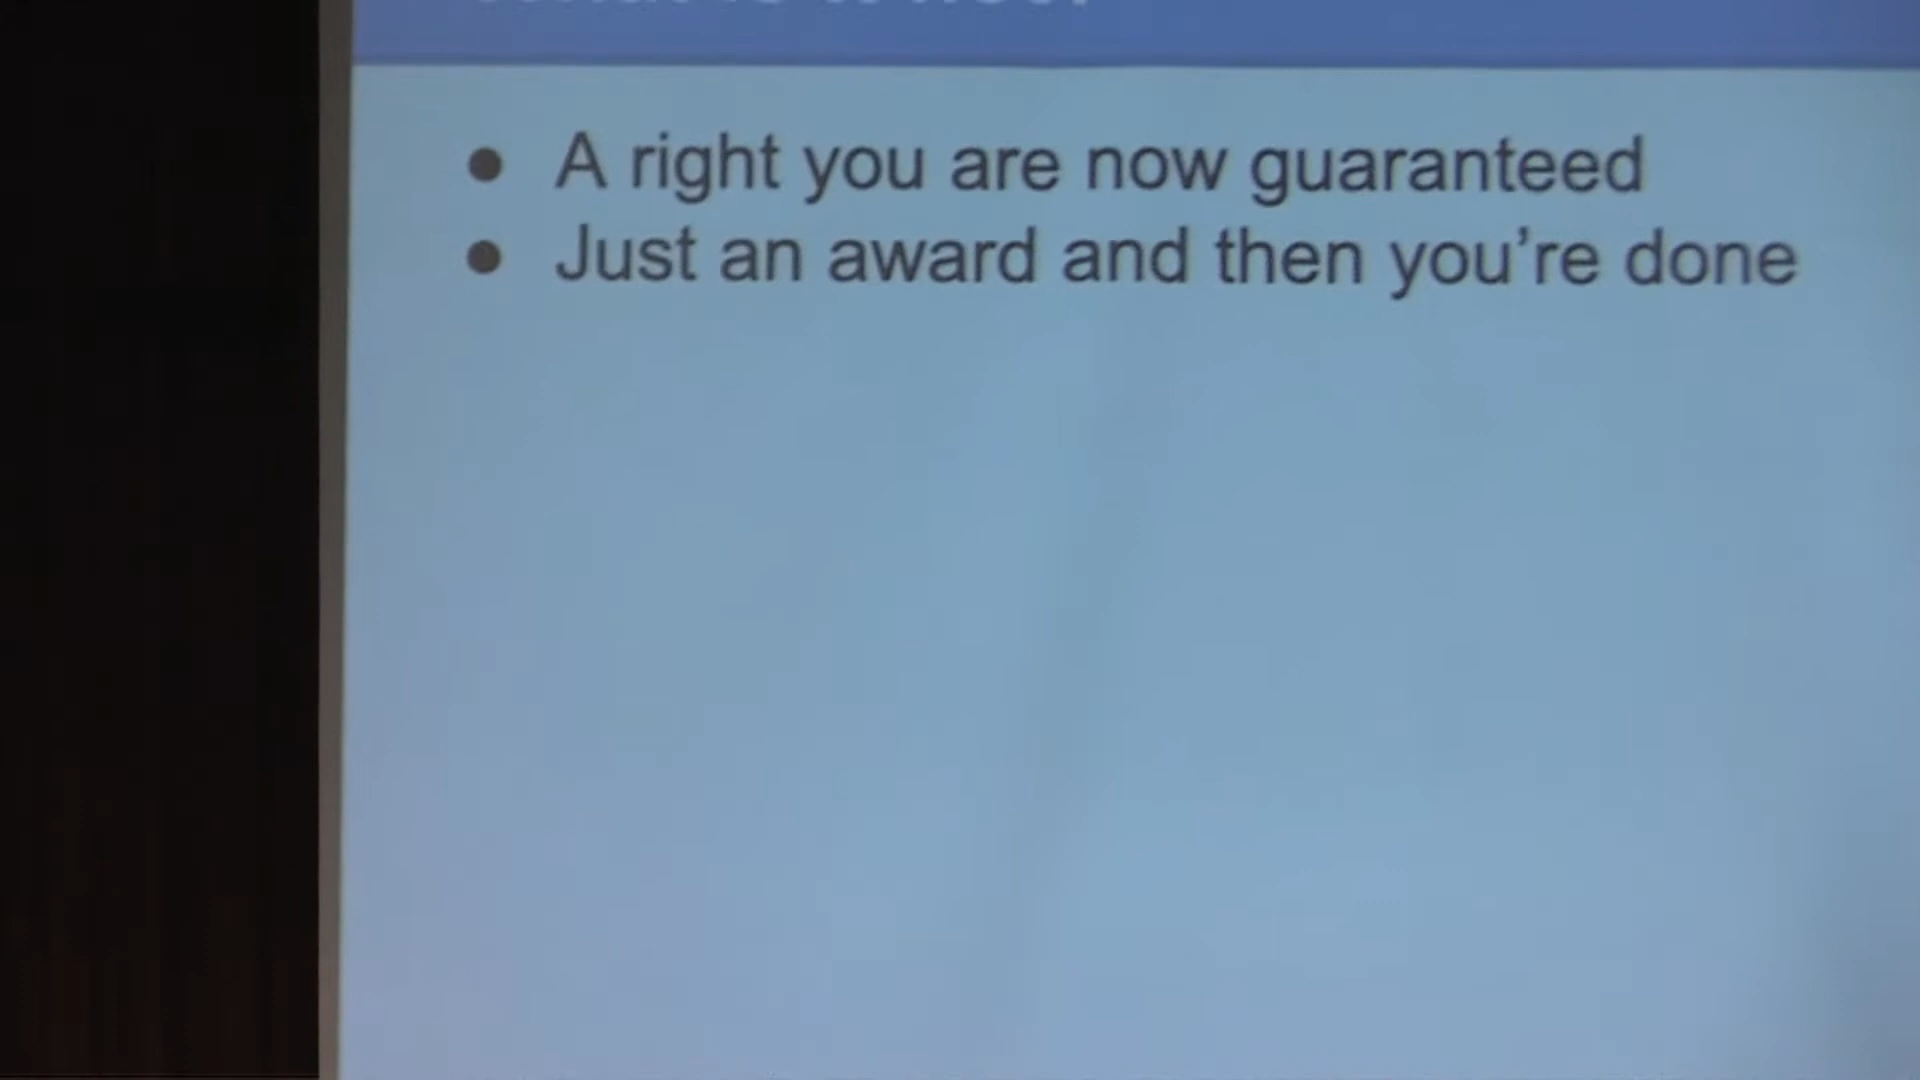 • A right you are now guaranteed
• Just an award and then you’re done